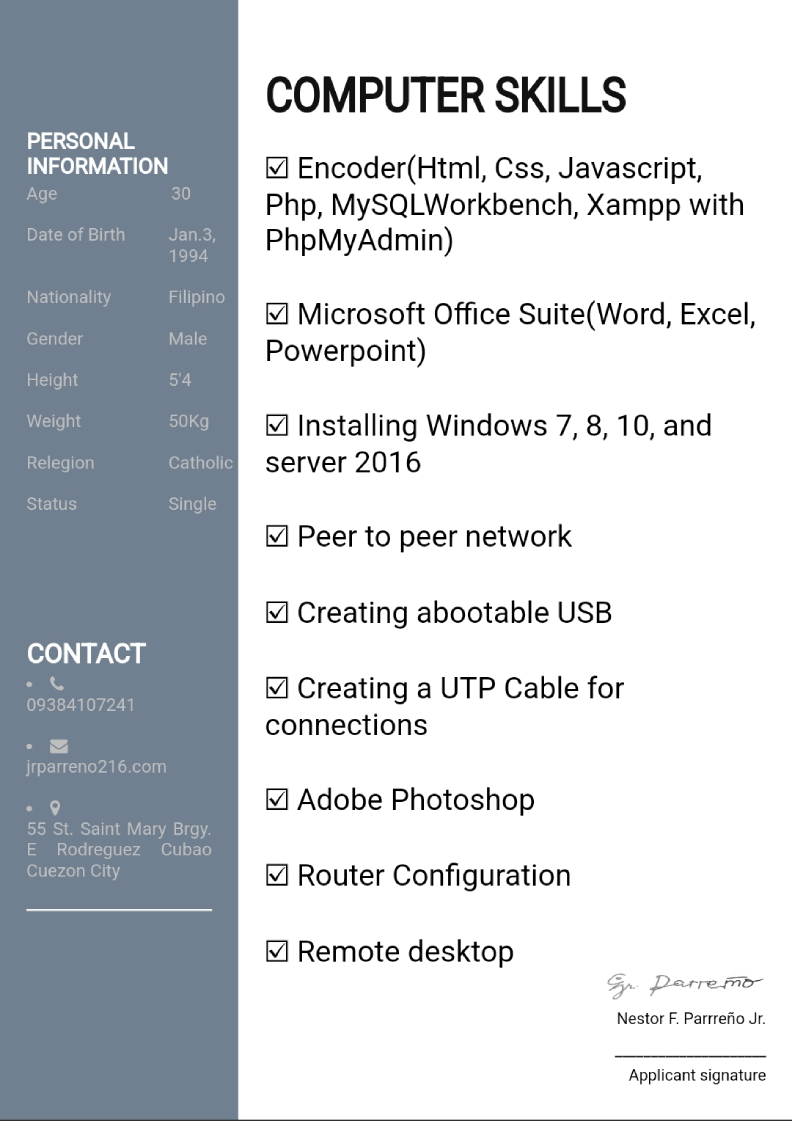 PERSONAL
INFORMATION
Age 30
Date of Birth Jan.3,
1994
Nationality Filipino
Gender Male
Height 5'4
Weight 50Kg
Relegion Catholic
Status Single
CONTACT
09384107241
jrparreno216.com
55 St. Saint Mary Brgy.
E Rodreguez Cubao
Cuezon City
COMPUTER SKILLS
☑ Encoder(Html, Css, Javascript,
Php, MySQLWorkbench, Xampp with
PhpMyAdmin)
☑ Microsoft Office Suite(Word, Excel,
Powerpoint)
☑ Installing Windows 7, 8, 10, and
server 2016
☑ Peer to peer network
☑ Creating abootable USB
☑ Creating a UTP Cable for
connections
☑ Adobe Photoshop
☑ Router Configuration
☑ Remote desktop
Jr. Parreño
Nestor F. Parrreño Jr.
Applicant signature